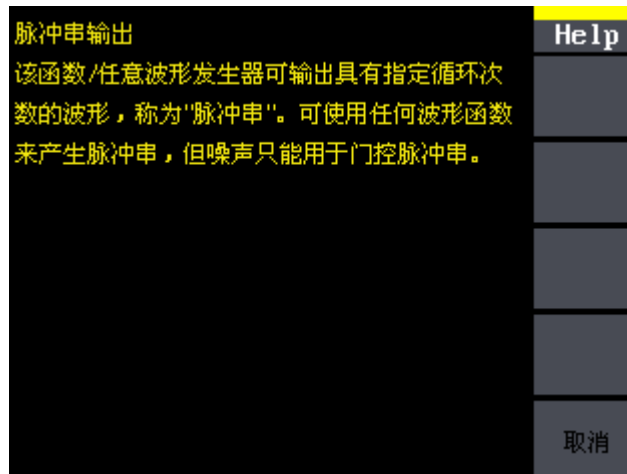 脉冲串输出
该函数/任意波形发生器可输出具有指定循环次
数的波形，称为"脉冲串"。可使用任何波形函数
来产生脉冲串，但噪声只能用于门控脉冲串。
Help
取消